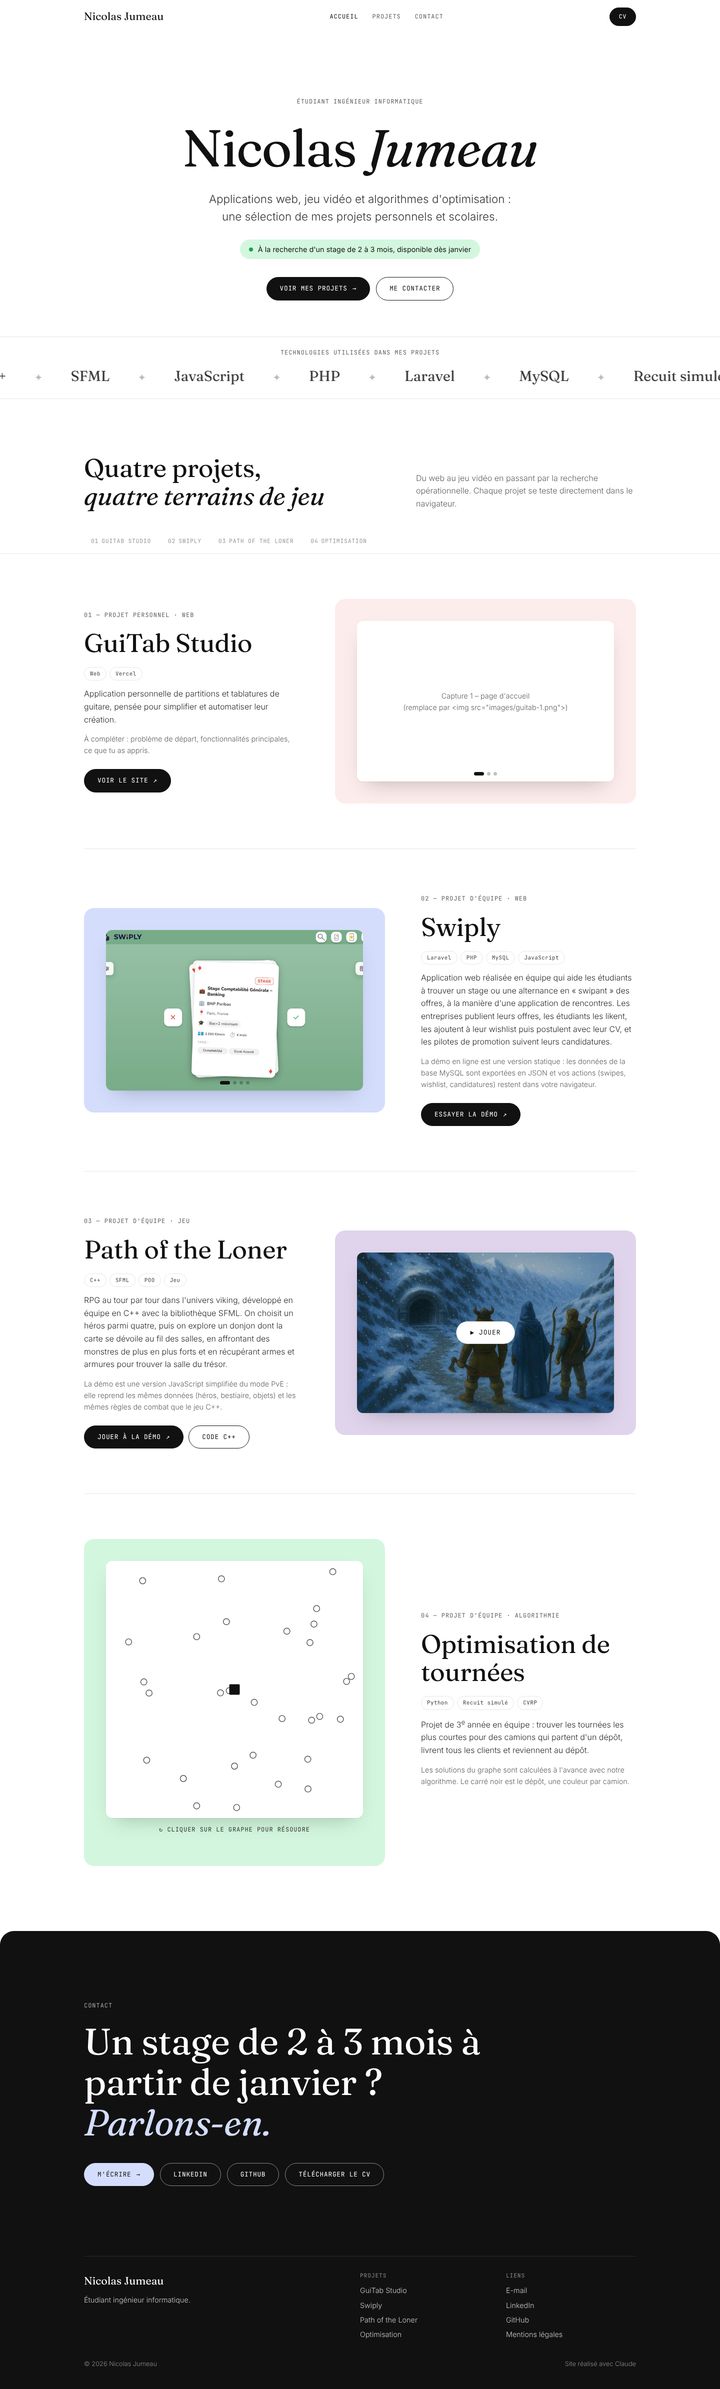 Nicolas Jumeau
ACCUEIL PROJETS CONTACT
CV
ÉTUDIANT INGÉNIEUR INFORMATIQUE
Nicolas Jumeau
Applications web, jeu vidéo et algorithmes d'optimisation :
une sélection de mes projets personnels et scolaires.
À la recherche d'un stage de 2 à 3 mois, disponible dès janvier
VOIR MES PROJETS →
ME CONTACTER
TECHNOLOGIES UTILISÉES DANS MES PROJETS
+ SFML JavaScript PHP Laravel MySQL Recuit simulé
Quatre projets,
quatre terrains de jeu
Du web au jeu vidéo en passant par la recherche
opérationnelle. Chaque projet se teste directement dans le
navigateur.
01 GUITAB STUDIO 02 SWIPLY 03 PATH OF THE LONER 04 OPTIMISATION
01 — PROJET PERSONNEL · WEB
GuiTab Studio
Web Vercel
Application personnelle de partitions et tablatures de
guitare, pensée pour simplifier et automatiser leur
création.
À compléter : problème de départ, fonctionnalités principales,
ce que tu as appris.
VOIR LE SITE ↗
Capture 1 – page d'accueil
(remplace par <img src="images/guitab-1.png">)
SWIPLY
STAGE
Stage Comptabilité Générale –
Banking
BNP Paribas
Paris, France
Comptabilité
02 — PROJET D'ÉQUIPE · WEB
Swiply
Laravel PHP MySQL JavaScript
Application web réalisée en équipe qui aide les étudiants
à trouver un stage ou une alternance en « swipant » des
offres, à la manière d'une application de rencontres. Les
entreprises publient leurs offres, les étudiants les likent,
les ajoutent à leur wishlist puis postulent avec leur CV, et
les pilotes de promotion suivent leurs candidatures.
La démo en ligne est une version statique : les données de la
base MySQL sont exportées en JSON et vos actions (swipes,
wishlist, candidatures) restent dans votre navigateur.
ESSAYER LA DÉMO ↗
03 — PROJET D'ÉQUIPE · JEU
Path of the Loner
C++ SFML POO Jeu
RPG au tour par tour dans l'univers viking, développé en
équipe en C++ avec la bibliothèque SFML. On choisit un
héros parmi quatre, puis on explore un donjon dont la
carte se dévoile au fil des salles, en affrontant des
monstres de plus en plus forts et en récupérant armes et
armures pour trouver la salle du trésor.
La démo est une version JavaScript simplifiée du mode PvE ;
elle reprend les mêmes données (héros, bestiaire, objets) et les
mêmes règles de combat que le jeu C++.
JOUER À LA DÉMO ↗
CODE C++
▶ JOUER
↻ CLIQUER SUR LE GRAPHE POUR RÉSOUDRE
04 — PROJET D'ÉQUIPE · ALGORITHMIE
Optimisation de
tournées
Python Recuit simulé CVRP
Projet de 3e année en équipe : trouver les tournées les
plus courtes pour des camions qui partent d'un dépôt,
livrent tous les clients et reviennent au dépôt.
Les solutions du graphe sont calculées à l'avance avec notre
algorithme. Le carré noir est le dépôt, une couleur par camion.
CONTACT
Un stage de 2 à 3 mois à
partir de janvier ?
Parlons-en.
M'ÉCRIRE →
LINKEDIN
GITHUB
TÉLÉCHARGER LE CV
Nicolas Jumeau
Étudiant ingénieur informatique.
PROJETS
GuiTab Studio
Swiply
Path of the Loner
Optimisation
LIENS
E-mail
LinkedIn
GitHub
Mentions légales
© 2026 Nicolas Jumeau
Site réalisé avec Claude